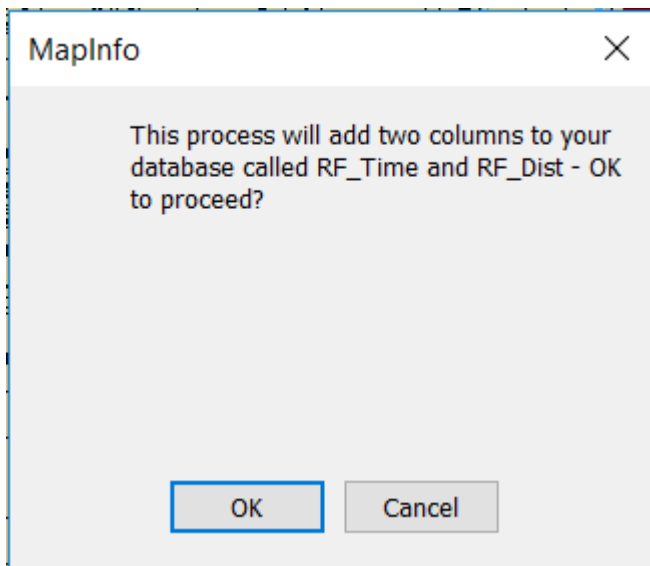 MapInfo
This process will add two columns to your
database called RF_Time and RF_Dist - OK
to proceed?
OK
Cancel